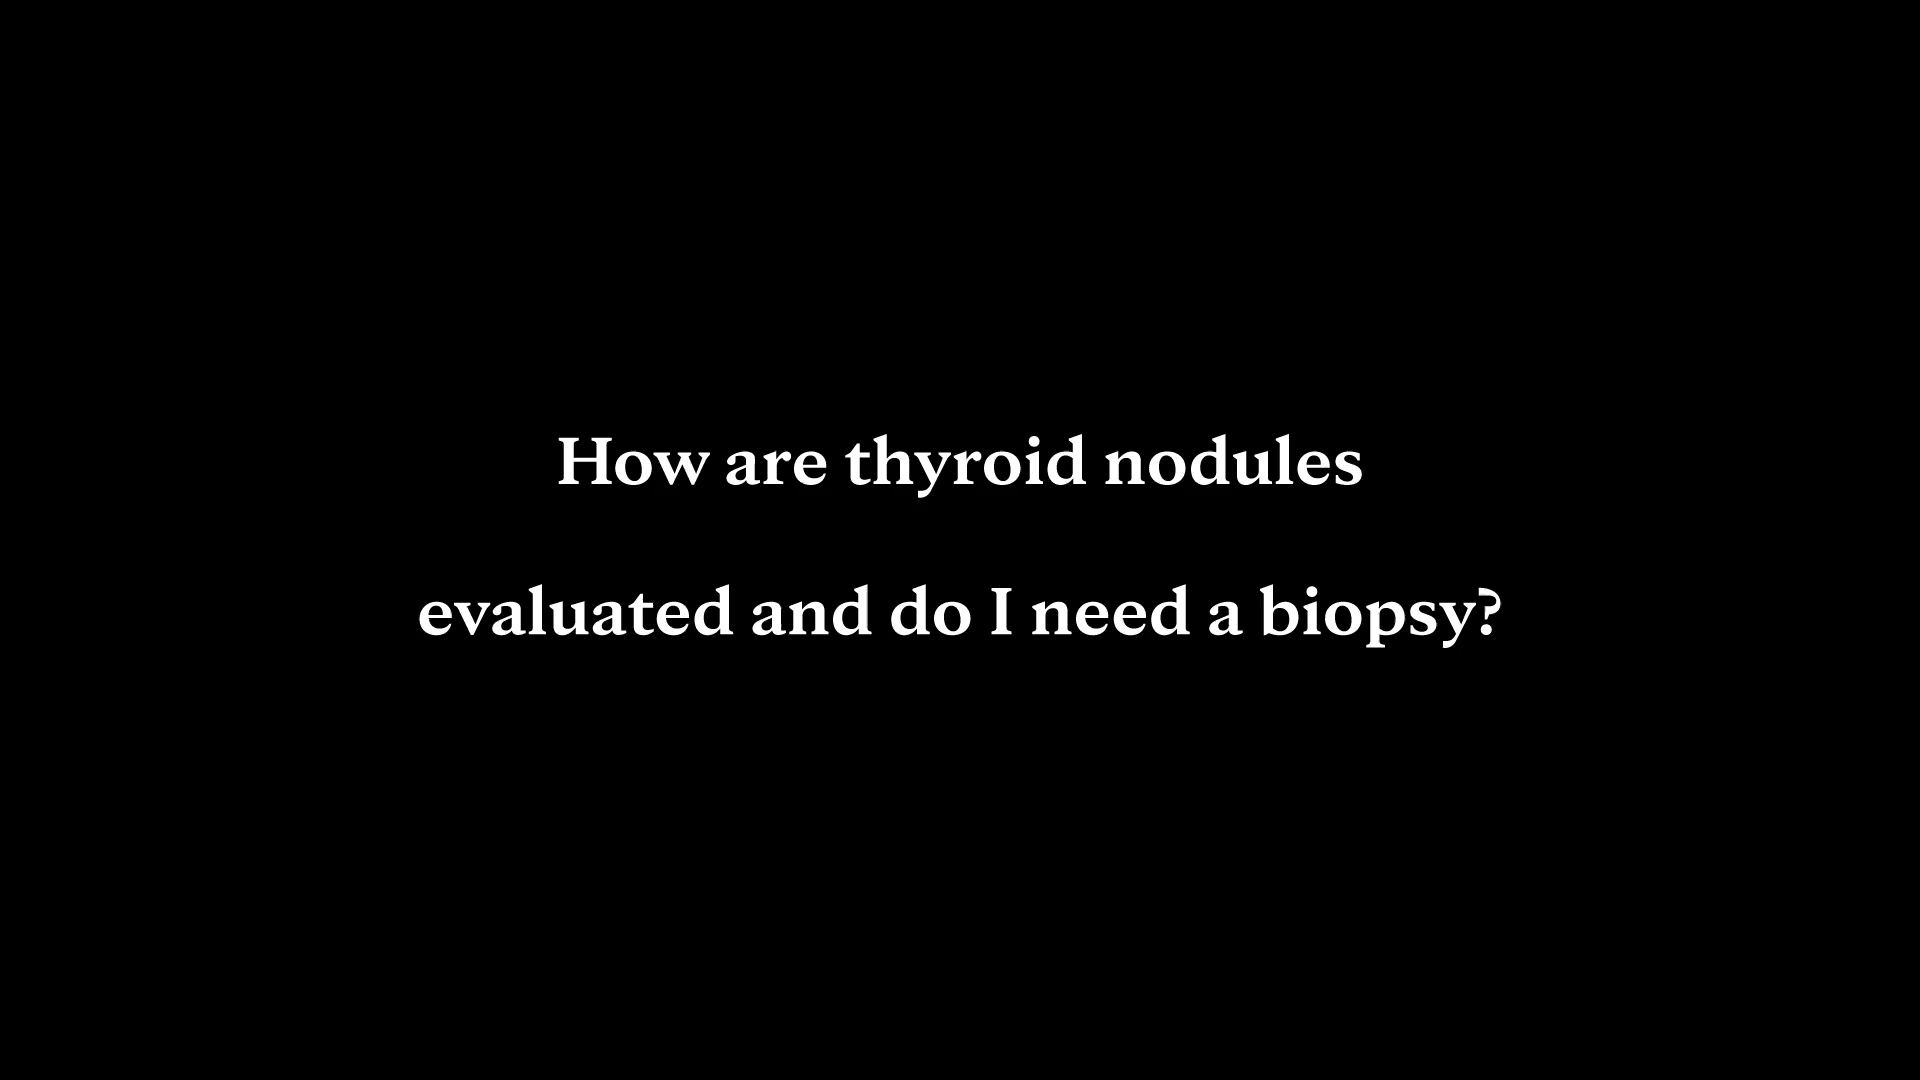 How are thyroid nodules
evaluated and do I need a biopsy?